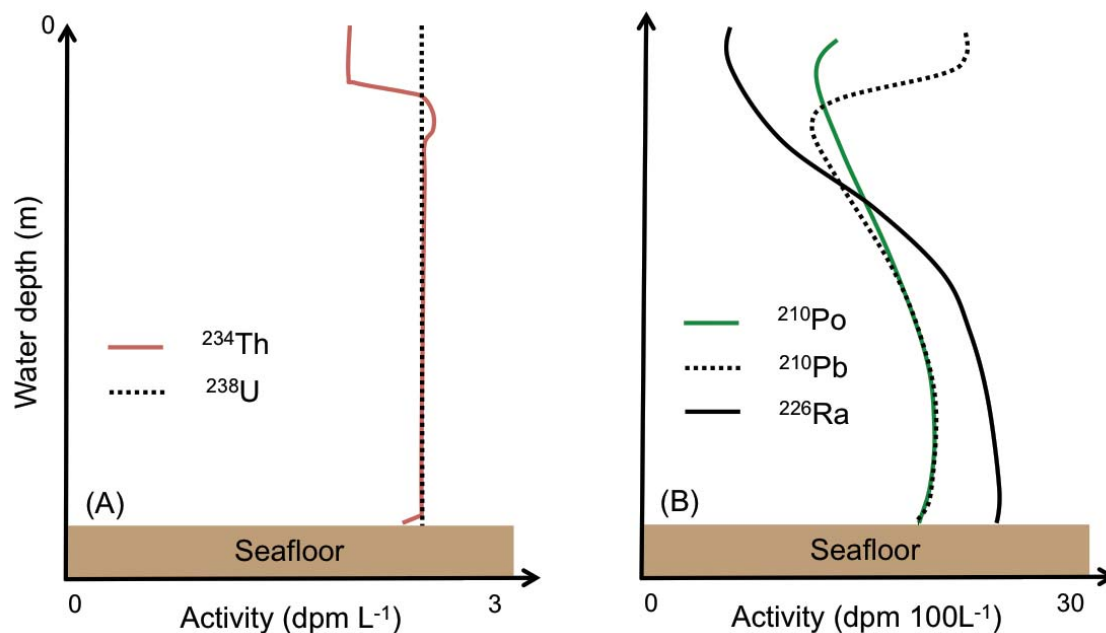 0
Water depth (m)
²³⁴Th
²³⁸U
(A)
Seafloor
0
3
Activity (dpm L⁻¹)
²¹⁰Po
²¹⁰Pb
²²⁶Ra
(B)
Seafloor
0
30
Activity (dpm 100L⁻¹)